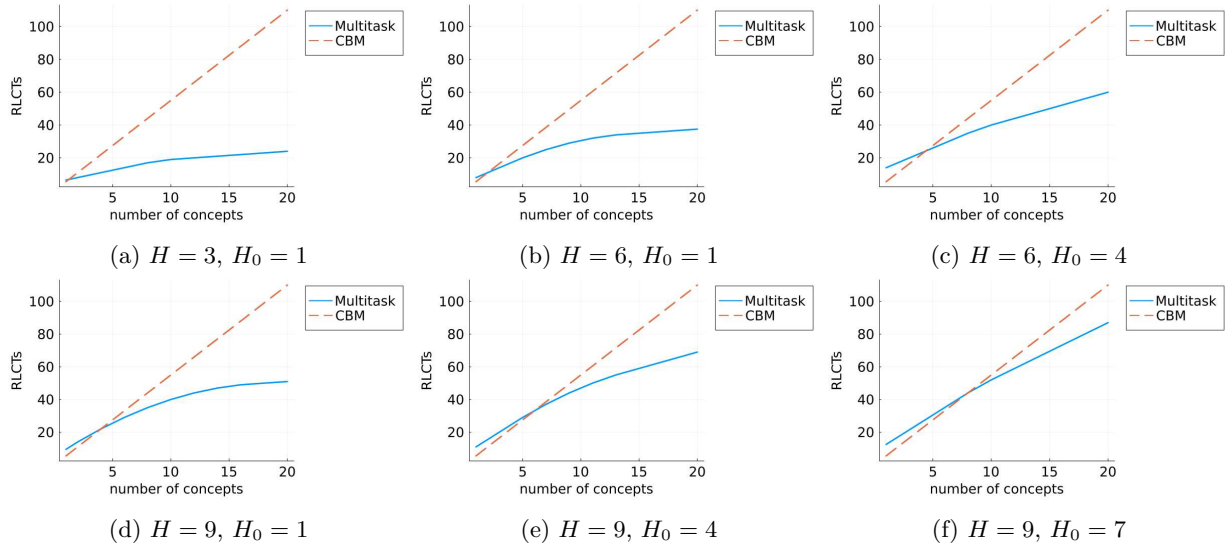 100
80
60
40
20
RLCTs
5
10
15
20
number of concepts
Multitask
CBM
(a) H = 3, H₀ = 1
100
80
60
40
20
RLCTs
5
10
15
20
number of concepts
Multitask
CBM
(b) H = 6, H₀ = 1
100
80
60
40
20
RLCTs
5
10
15
20
number of concepts
Multitask
CBM
(c) H = 6, H₀ = 4
100
80
60
40
20
RLCTs
5
10
15
20
number of concepts
Multitask
CBM
(d) H = 9, H₀ = 1
100
80
60
40
20
RLCTs
5
10
15
20
number of concepts
Multitask
CBM
(e) H = 9, H₀ = 4
100
80
60
40
20
RLCTs
5
10
15
20
number of concepts
Multitask
CBM
(f) H = 9, H₀ = 7